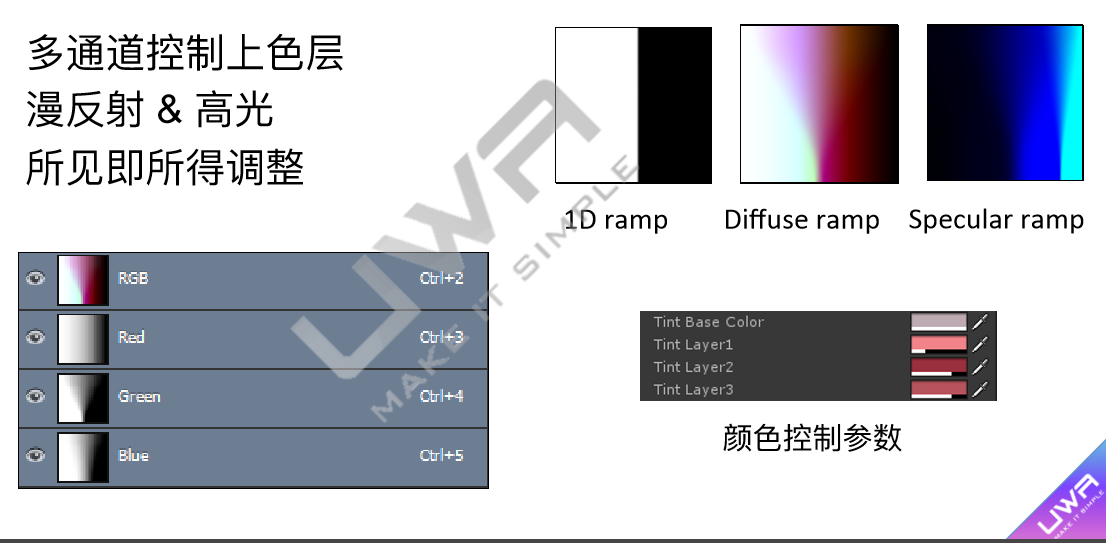 多通道控制上色层
漫反射 & 高光
所见即所得调整
1D ramp
Diffuse ramp
Specular ramp
RGB Ctrl+2
Red Ctrl+3
Green Ctrl+4
Blue Ctrl+5
Tint Base Color
Tint Layer1
Tint Layer2
Tint Layer3
颜色控制参数
UWA
MAKE IT SIMPLE
UWA
MAKE IT SIMPLE